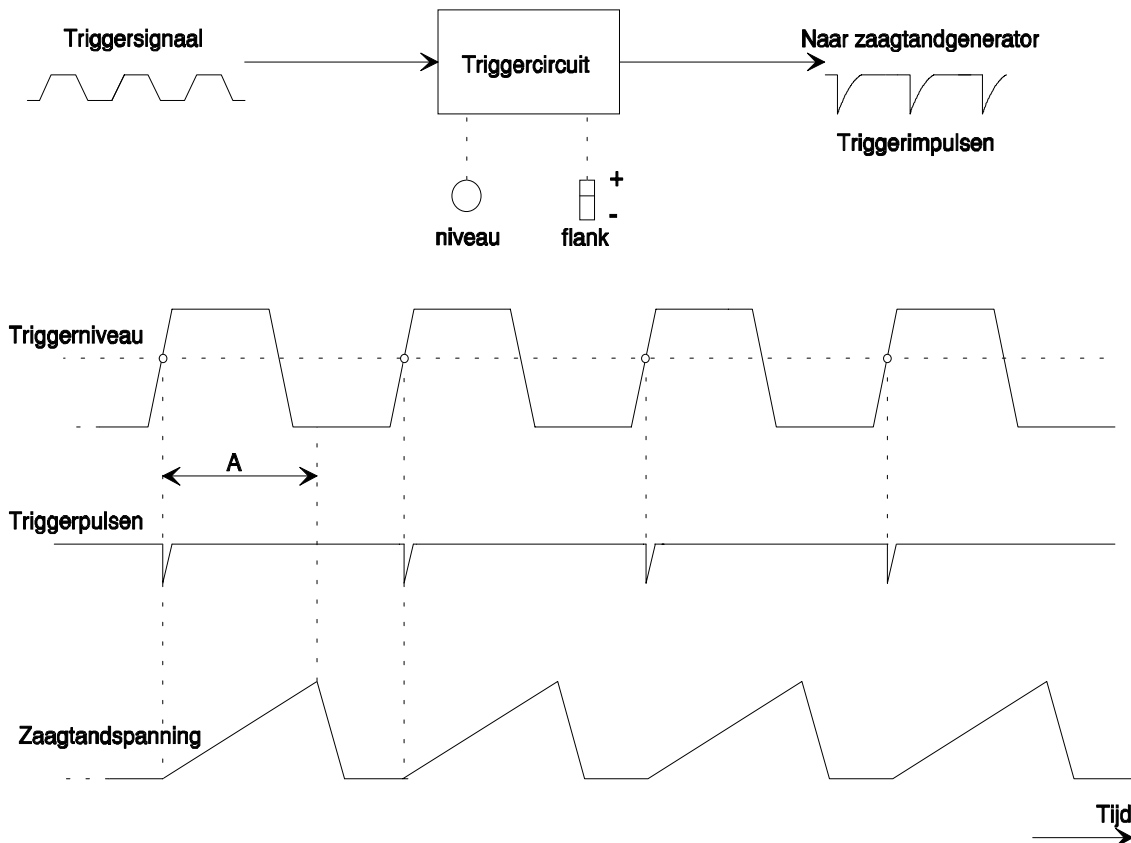 Triggersignaal
Triggercircuit
Naar zaagtandgenerator
Triggerimpulsen
+
-
niveau
flank
Triggerniveau
A
Triggerpulsen
Zaagtandspanning
Tijd